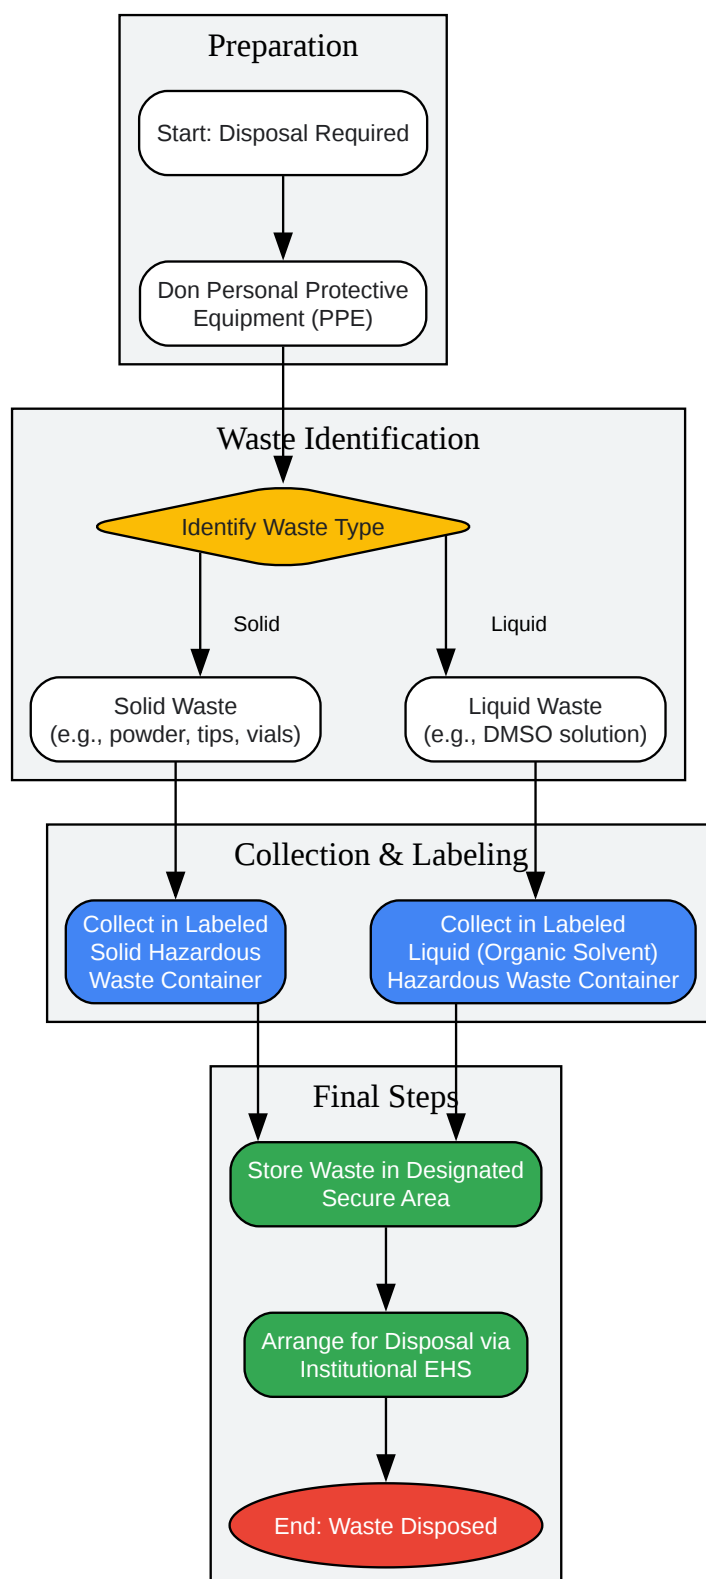 Preparation
Start: Disposal Required
Don Personal Protective
Equipment (PPE)
Waste Identification
Identify Waste Type
Solid
Liquid
Solid Waste
(e.g., powder, tips, vials)
Liquid Waste
(e.g., DMSO solution)
Collection & Labeling
Collect in Labeled
Solid Hazardous
Waste Container
Collect in Labeled
Liquid (Organic Solvent)
Hazardous Waste Container
Final Steps
Store Waste in Designated
Secure Area
Arrange for Disposal via
Institutional EHS
End: Waste Disposed